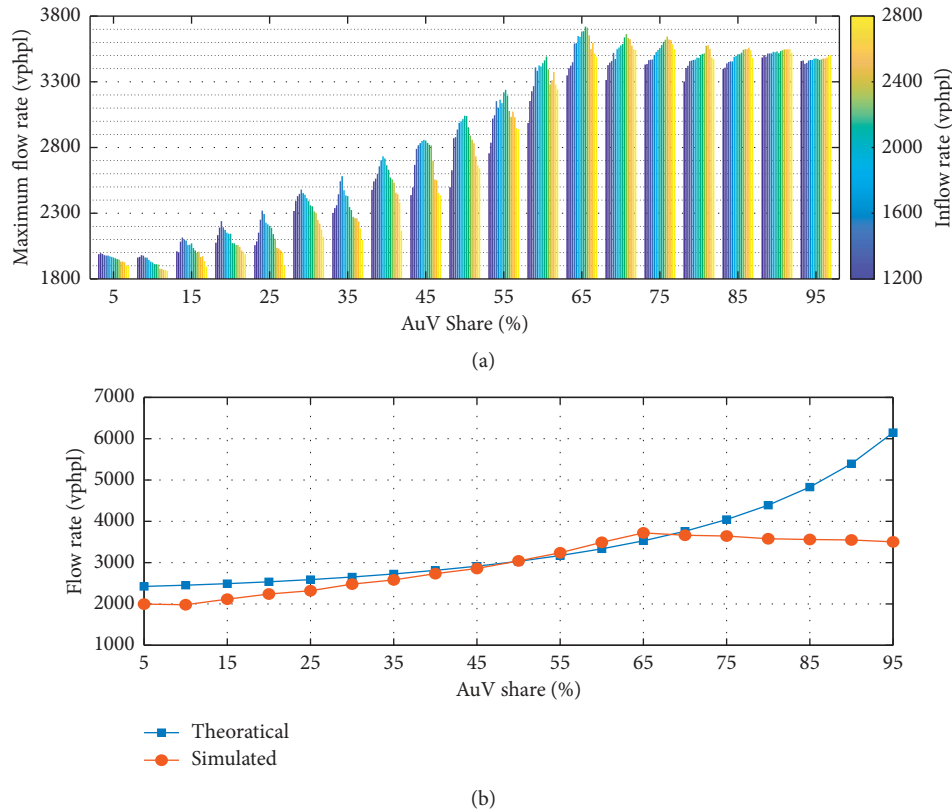 3800
3300
2800
2300
1800
Maximum flow rate (vphpl)
5 15 25 35 45 55 65 75 85 95
AuV Share (%)
2800
2400
2000
1600
1200
Inflow rate (vphpl)
(a)
7000
6000
5000
4000
3000
2000
1000
Flow rate (vphpl)
5 15 25 35 45 55 65 75 85 95
AuV share (%)
Theoratical
Simulated
(b)